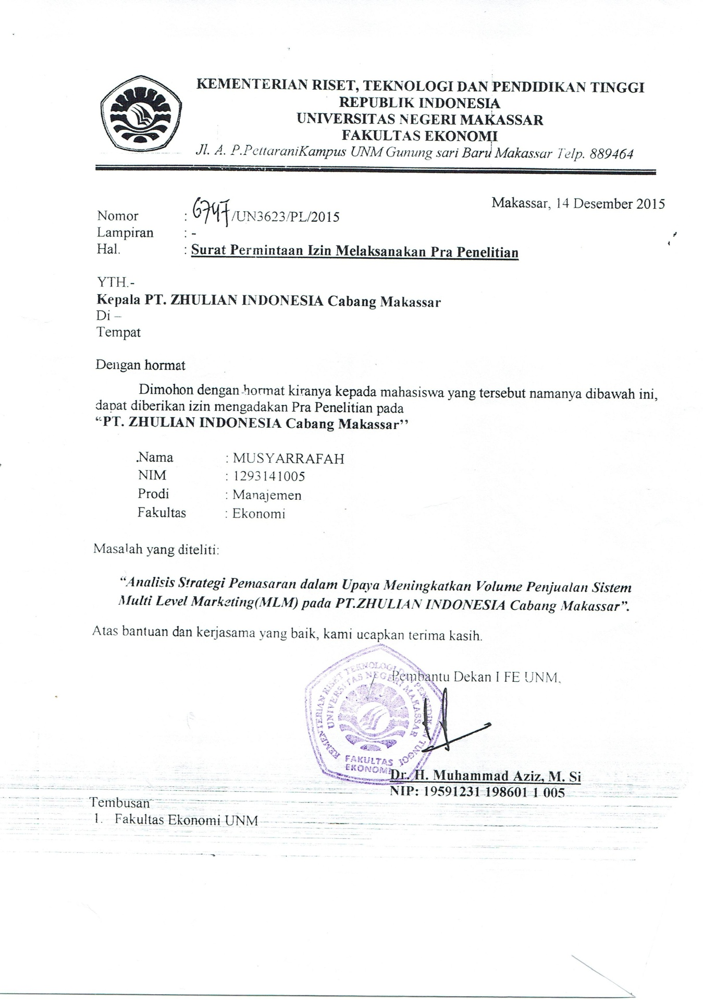 KEMENTERIAN RISET, TEKNOLOGI DAN PENDIDIKAN TINGGI
REPUBLIK INDONESIA
UNIVERSITAS NEGERI MAKASSAR
FAKULTAS EKONOMI
Jl. A. P.PettaraniKampus UNM Gunung sari Baru Makassar Telp. 889464
Makassar, 14 Desember 2015
Nomor : 6747/UN3623/PL/2015
Lampiran : -
Hal. : Surat Permintaan Izin Melaksanakan Pra Penelitian
YTH.-
Kepala PT. ZHULIAN INDONESIA Cabang Makassar
Di –
Tempat
Dengan hormat
Dimohon dengan hormat kiranya kepada mahasiswa yang tersebut namanya dibawah ini,
dapat diberikan izin mengadakan Pra Penelitian pada
“PT. ZHULIAN INDONESIA Cabang Makassar’’
.Nama : MUSYARRAFAH
NIM : 1293141005
Prodi : Manajemen
Fakultas : Ekonomi
Masalah yang diteliti:
“Analisis Strategi Pemasaran dalam Upaya Meningkatkan Volume Penjualan Sistem
Multi Level Marketing(MLM) pada PT.ZHULIAN INDONESIA Cabang Makassar”.
Atas bantuan dan kerjasama yang baik, kami ucapkan terima kasih.
Pembantu Dekan I FE UNM,
KEMENTERIAN RISET TEKNOLOGI DAN PENDIDIKAN TINGGI
UNIVERSITAS NEGERI MAKASSAR
FAKULTAS
EKONOMI
Dr. H. Muhammad Aziz, M. Si
NIP: 19591231 198601 1 005
Tembusan
1. Fakultas Ekonomi UNM